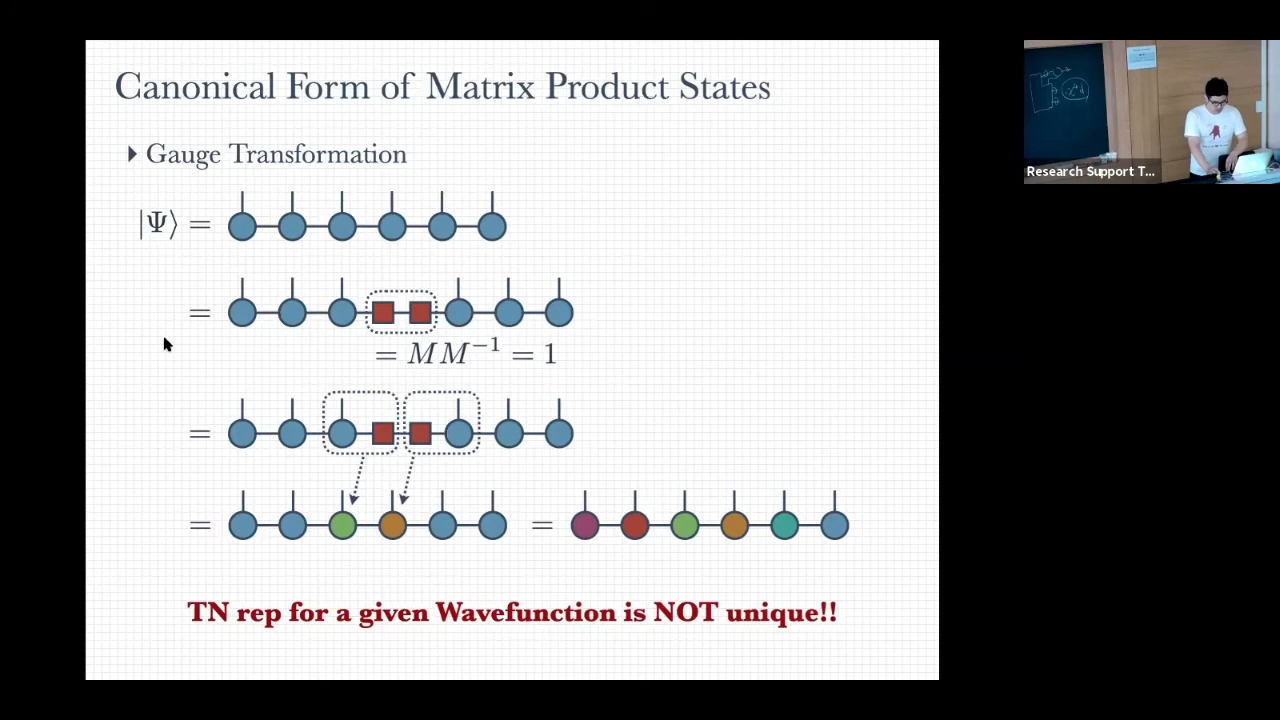 Canonical Form of Matrix Product States
Gauge Transformation
|Ψ⟩ =
=
= MM⁻¹ = 1
=
= =
TN rep for a given Wavefunction is NOT unique!!
Research Support T...